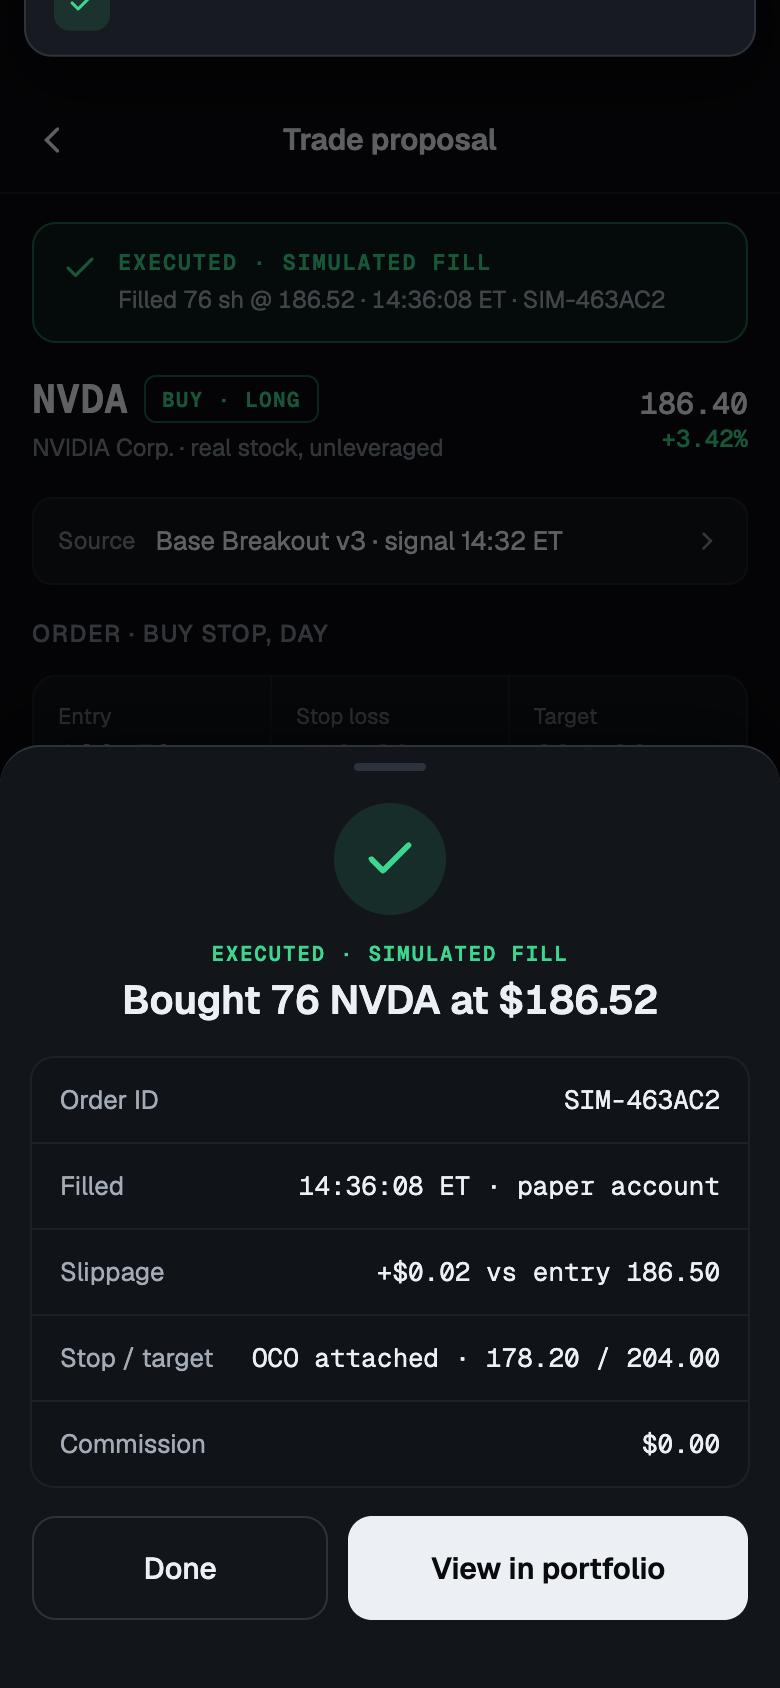 Trade proposal
EXECUTED · SIMULATED FILL
Filled 76 sh @ 186.52 · 14:36:08 ET · SIM-463AC2
NVDA BUY · LONG 186.40
NVIDIA Corp. · real stock, unleveraged +3.42%
Source Base Breakout v3 · signal 14:32 ET
ORDER · BUY STOP, DAY
Entry Stop loss Target
EXECUTED · SIMULATED FILL
Bought 76 NVDA at $186.52
Order ID SIM-463AC2
Filled 14:36:08 ET · paper account
Slippage +$0.02 vs entry 186.50
Stop / target OCO attached · 178.20 / 204.00
Commission $0.00
Done View in portfolio